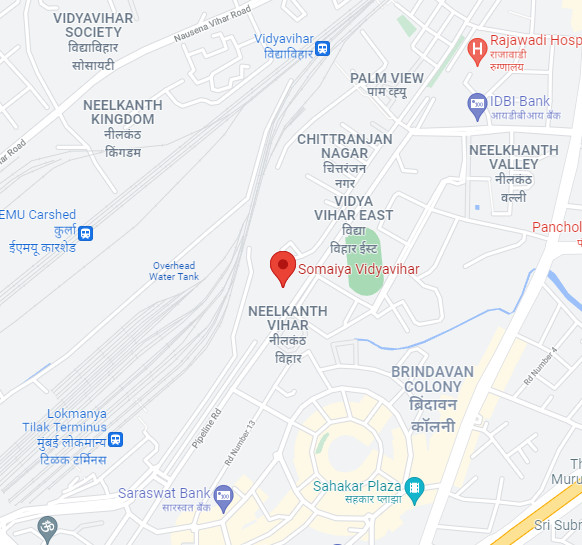 VIDYAVIHAR
SOCIETY
विद्याविहार
सोसायटी
Nausena Vihar Road
Vidyavihar
विद्याविहार
Rajawadi Hosp
राजावाडी
रुग्णालय
PALM VIEW
पाम व्ह्यू
NEELKANTH
KINGDOM
नीलकंठ
किंगडम
IDBI Bank
आयडीबीआय बँक
har Road
CHITTRANJAN
NAGAR
चित्तरंजन
नगर
NEELKHANTH
VALLEY
नीलकंठ
वल्ली
VIDYA
VIHAR EAST
विद्या
विहार ईस्ट
EMU Carshed
कुर्ला
ईएमयू कारशेड
Panchol
Overhead
Water Tank
Somaiya Vidyavihar
NEELKANTH
VIHAR
नीलकंठ
विहार
BRINDAVAN
COLONY
ब्रिंदावन
कॉलनी
Rd Number 4
Lokmanya
Tilak Terminus
मुंबई लोकमान्य
टिळक टर्मिनस
Pipeline Rd
Rd Number 13
Saraswat Bank
सारस्वत बँक
Sahakar Plaza
सहकार प्लाझा
Th
Muru
Sri Subr